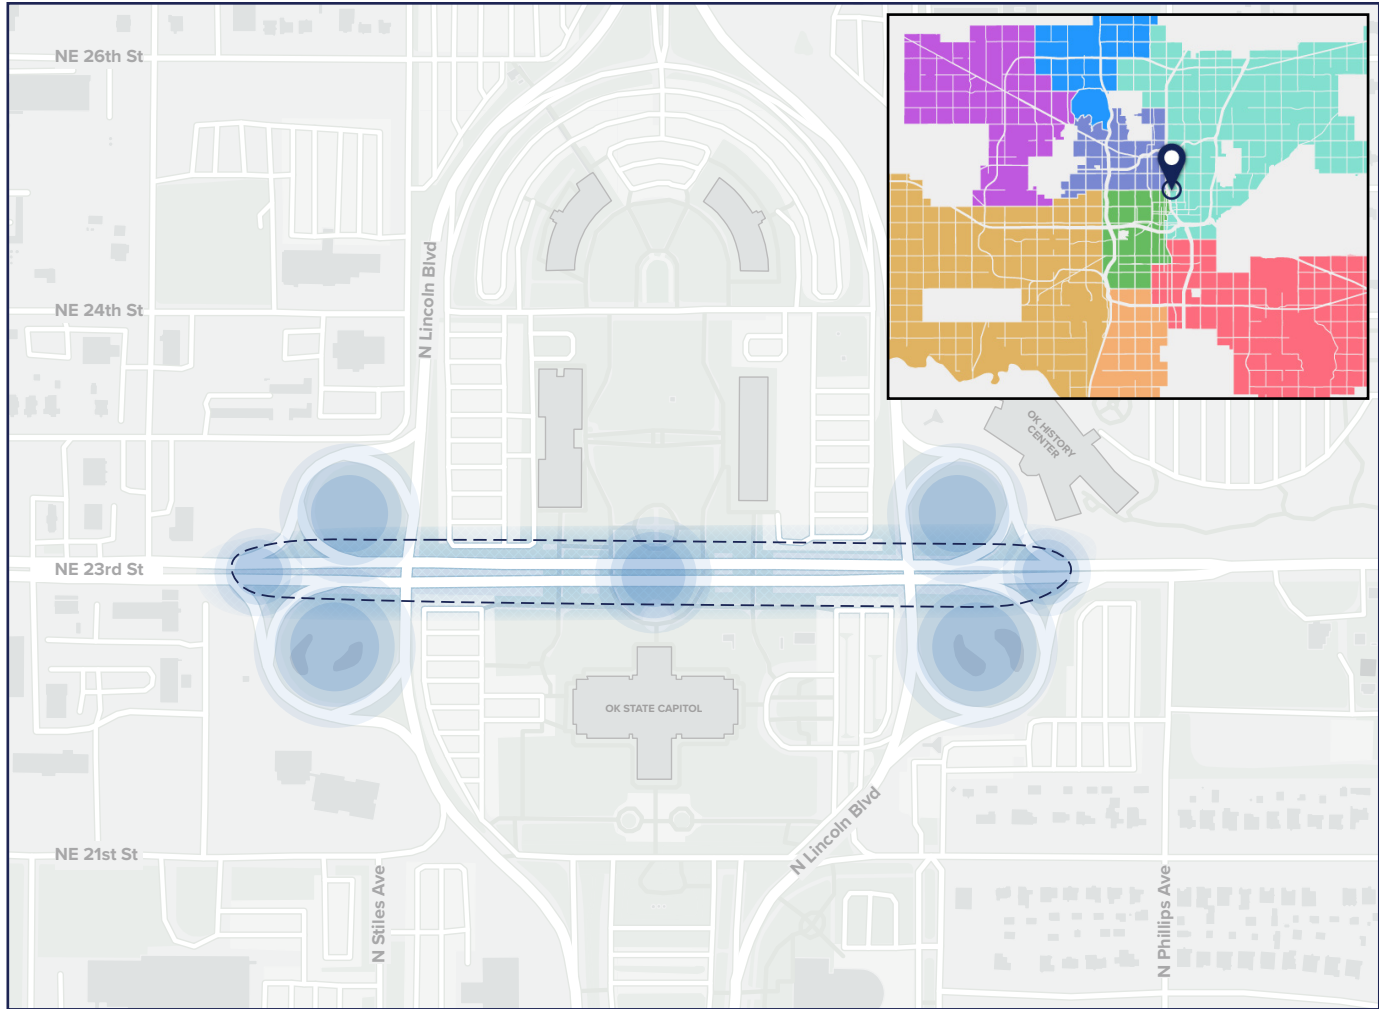 NE 26th St
N Lincoln Blvd
NE 24th St
OK HISTORY
CENTER
NE 23rd St
OK STATE CAPITOL
N Lincoln Blvd
NE 21st St
N Stiles Ave
N Phillips Ave